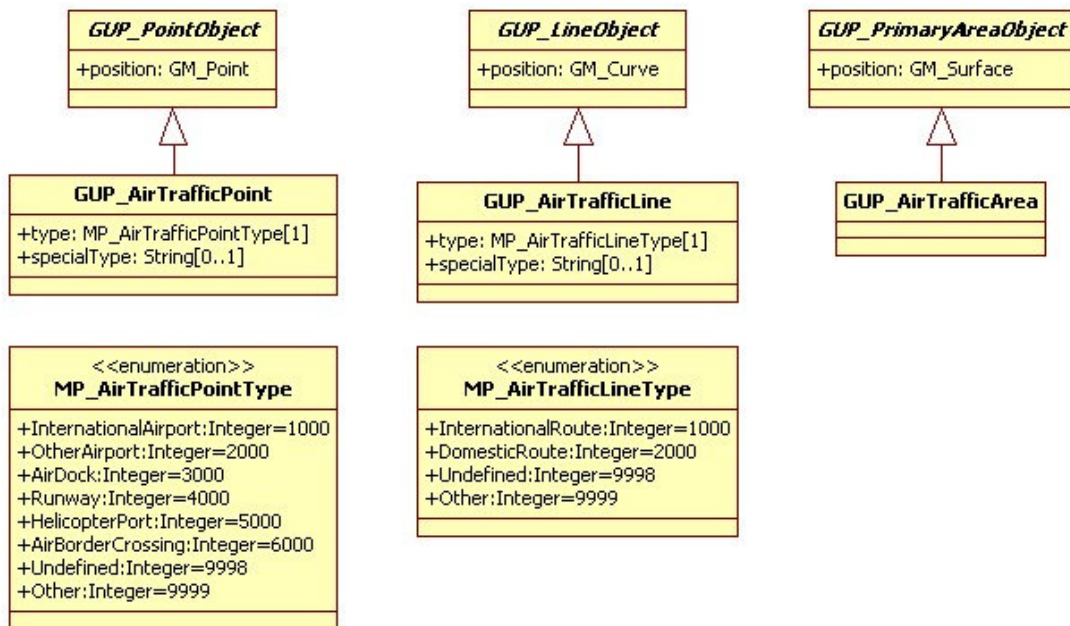 GUP_PointObject
+position: GM_Point
GUP_LineObject
+position: GM_Curve
GUP_PrimaryAreaObject
+position: GM_Surface
GUP_AirTrafficPoint
+type: MP_AirTrafficPointType[1]
+specialType: String[0..1]
GUP_AirTrafficLine
+type: MP_AirTrafficLineType[1]
+specialType: String[0..1]
GUP_AirTrafficArea
<<enumeration>>
MP_AirTrafficPointType
+InternationalAirport:Integer=1000
+OtherAirport:Integer=2000
+AirDock:Integer=3000
+Runway:Integer=4000
+HelicopterPort:Integer=5000
+AirBorderCrossing:Integer=6000
+Undefined:Integer=9998
+Other:Integer=9999
<<enumeration>>
MP_AirTrafficLineType
+InternationalRoute:Integer=1000
+DomesticRoute:Integer=2000
+Undefined:Integer=9998
+Other:Integer=9999